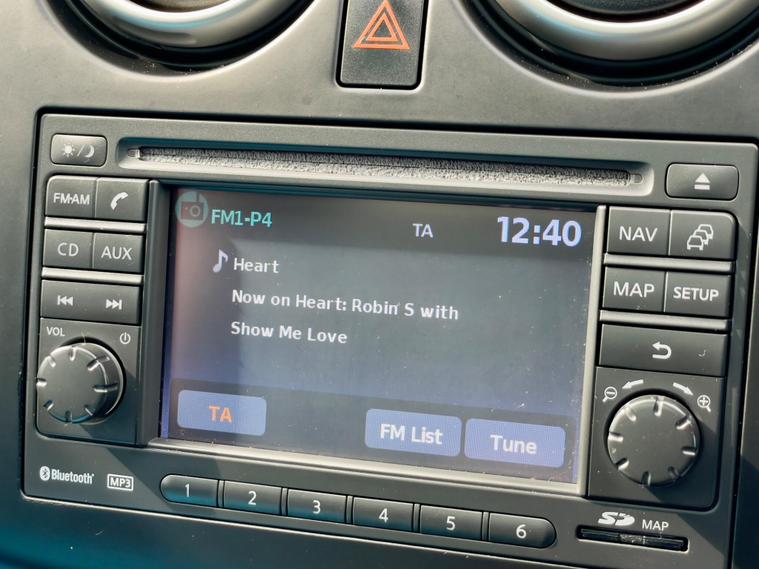 FM1-P4 TA 12:40
Heart
Now on Heart: Robin S with
Show Me Love
TA FM List Tune
FM·AM
CD AUX
VOL
NAV
MAP SETUP
Bluetooth® MP3
1 2 3 4 5 6
SD MAP